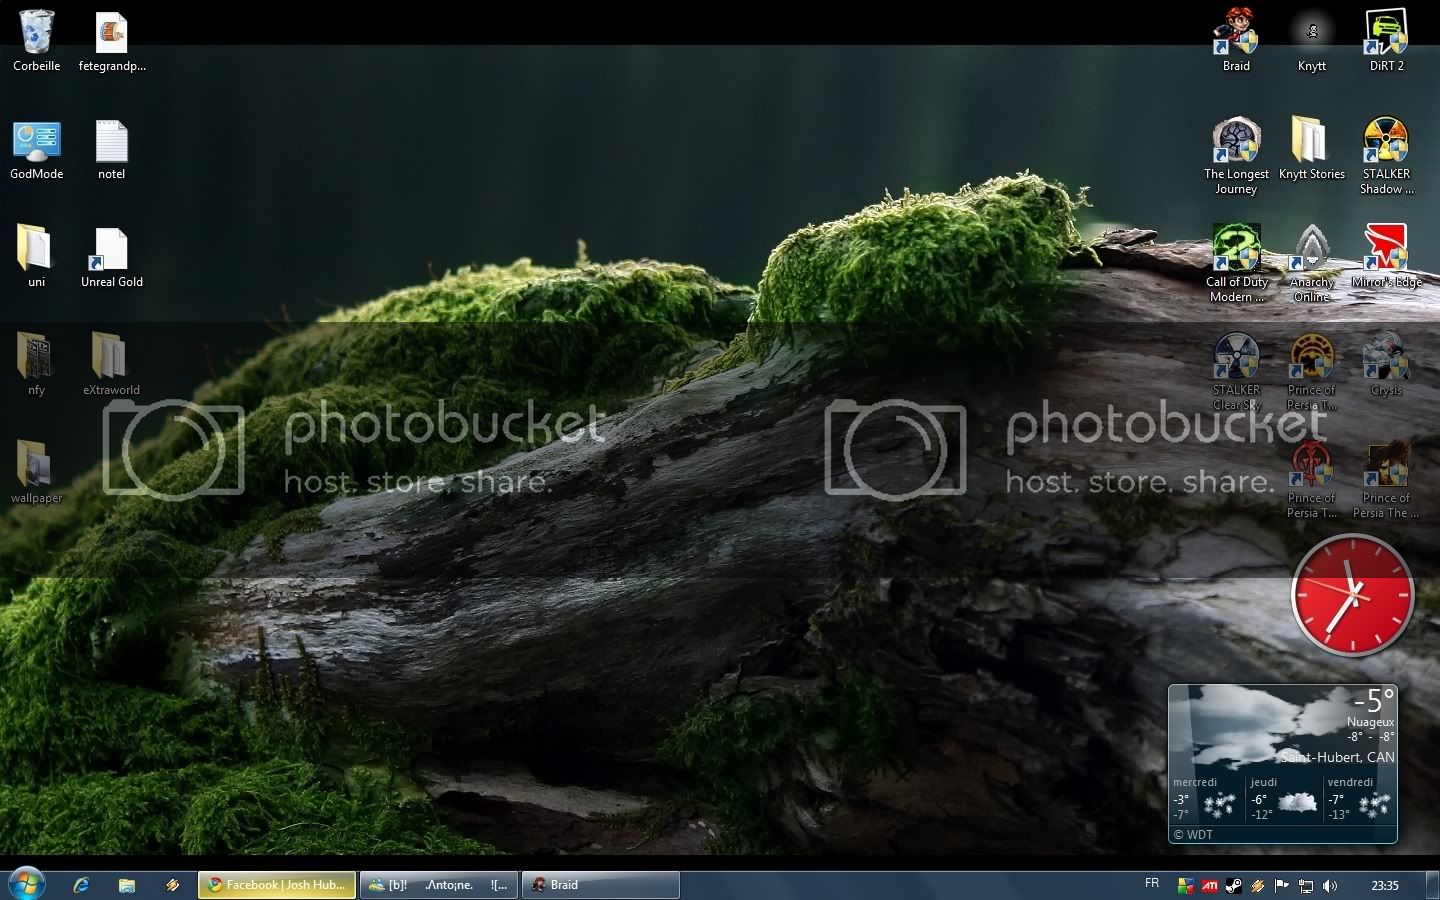 Corbeille
fetegrandp...
GodMode
notel
uni
Unreal Gold
nfy
eXtraworld
wallpaper
Braid
Knytt
DiRT 2
The Longest
Journey
Knytt Stories
STALKER
Shadow ...
Call of Duty
Modern ...
Anarchy
Online
Mirror's Edge
STALKER
Clear Sky
Prince of
Persia T...
Crysis
Prince of
Persia T...
Prince of
Persia The ...
photobucket
host. store. share.
photobucket
host. store. share.
-5°
Nuageux
-8° - -8°
Saint-Hubert, CAN
mercredi
-3°
-7°
jeudi
-6°
-12°
vendredi
-7°
-13°
© WDT
Facebook | Josh Hub...
[b]! .Λnto¡ne. ![...
Braid
FR
ATI
23:35